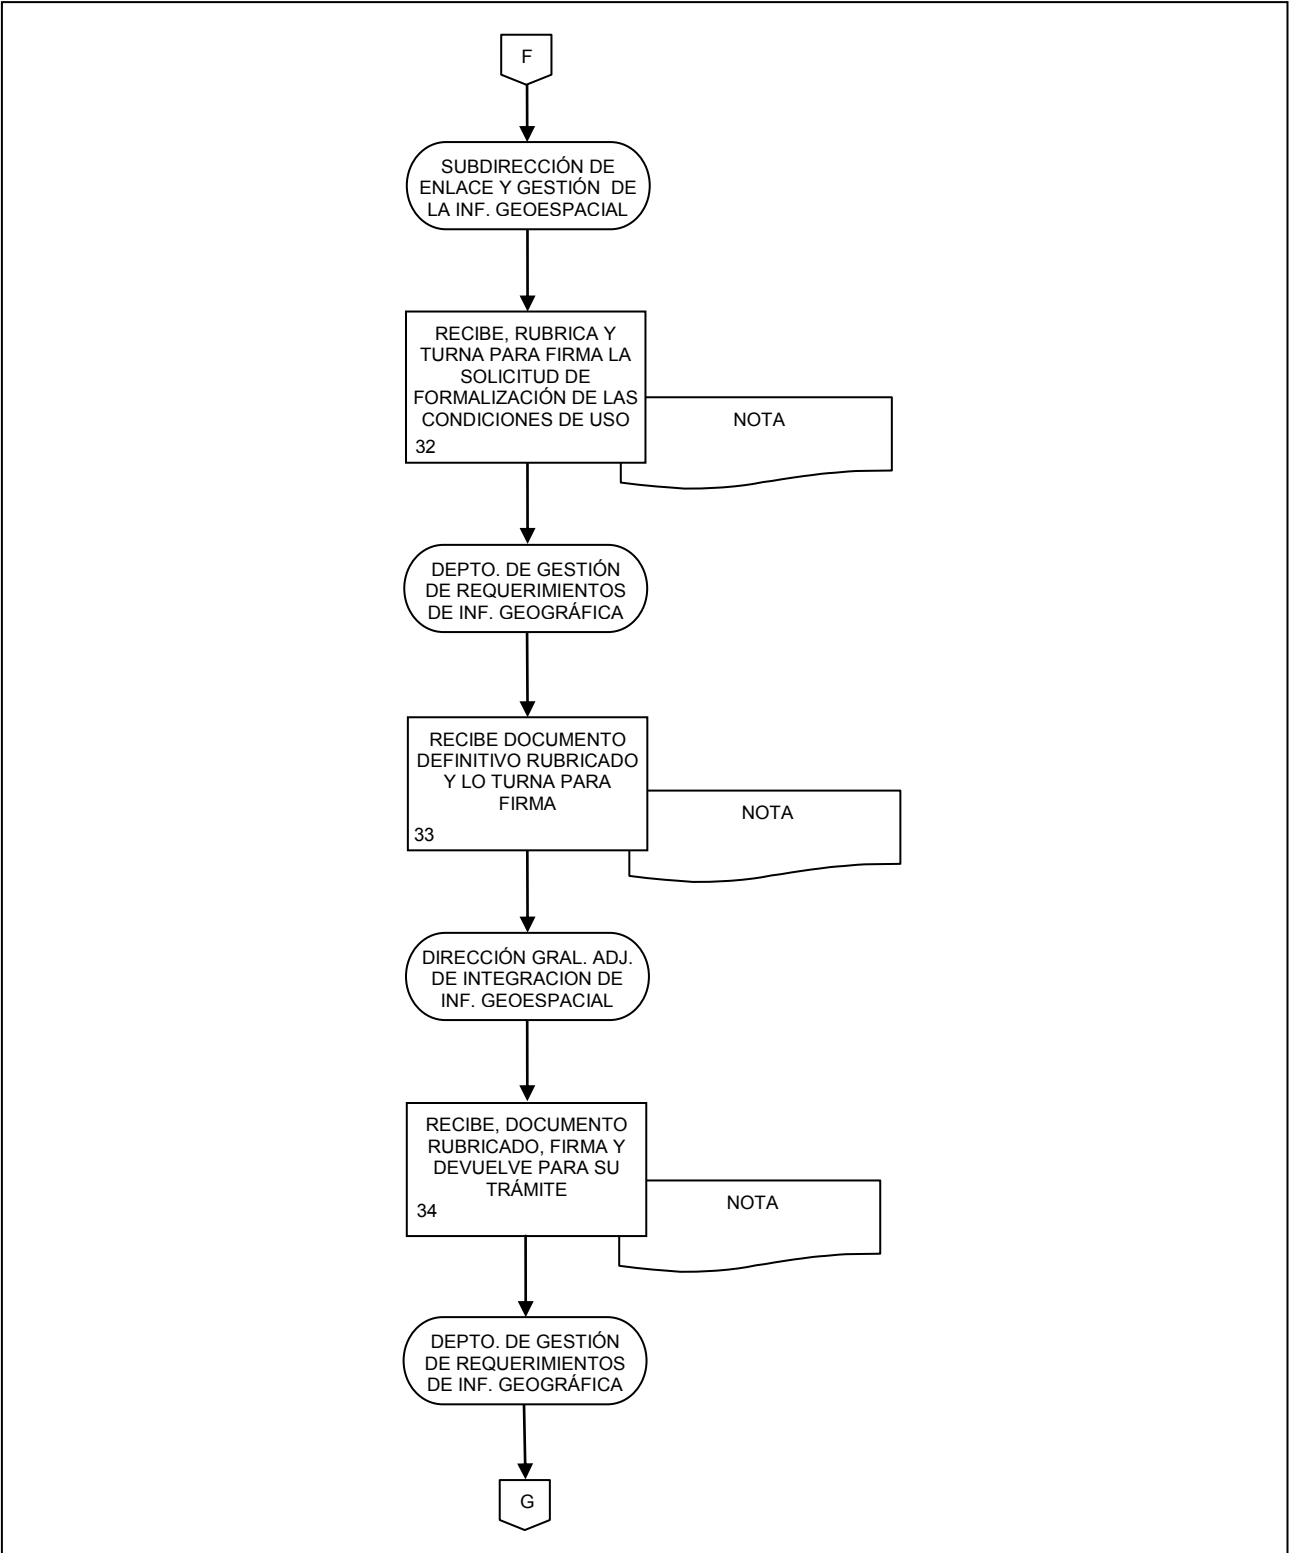 F
SUBDIRECCIÓN DE
ENLACE Y GESTIÓN DE
LA INF. GEOESPACIAL
RECIBE, RUBRICA Y
TURNA PARA FIRMA LA
SOLICITUD DE
FORMALIZACIÓN DE LAS
CONDICIONES DE USO
32
NOTA
DEPTO. DE GESTIÓN
DE REQUERIMIENTOS
DE INF. GEOGRÁFICA
RECIBE DOCUMENTO
DEFINITIVO RUBRICADO
Y LO TURNA PARA
FIRMA
33
NOTA
DIRECCIÓN GRAL. ADJ.
DE INTEGRACION DE
INF. GEOESPACIAL
RECIBE, DOCUMENTO
RUBRICADO, FIRMA Y
DEVUELVE PARA SU
TRÁMITE
34
NOTA
DEPTO. DE GESTIÓN
DE REQUERIMIENTOS
DE INF. GEOGRÁFICA
G